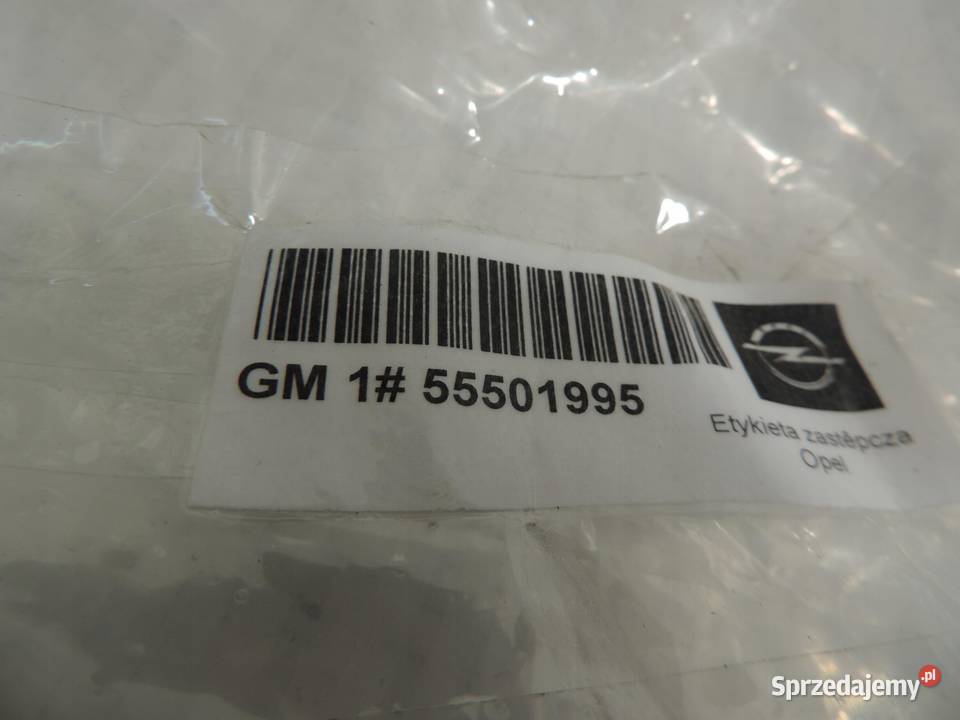 GM 1# 55501995
Etykieta zastępcza
Opel
Sprzedajemy.pl